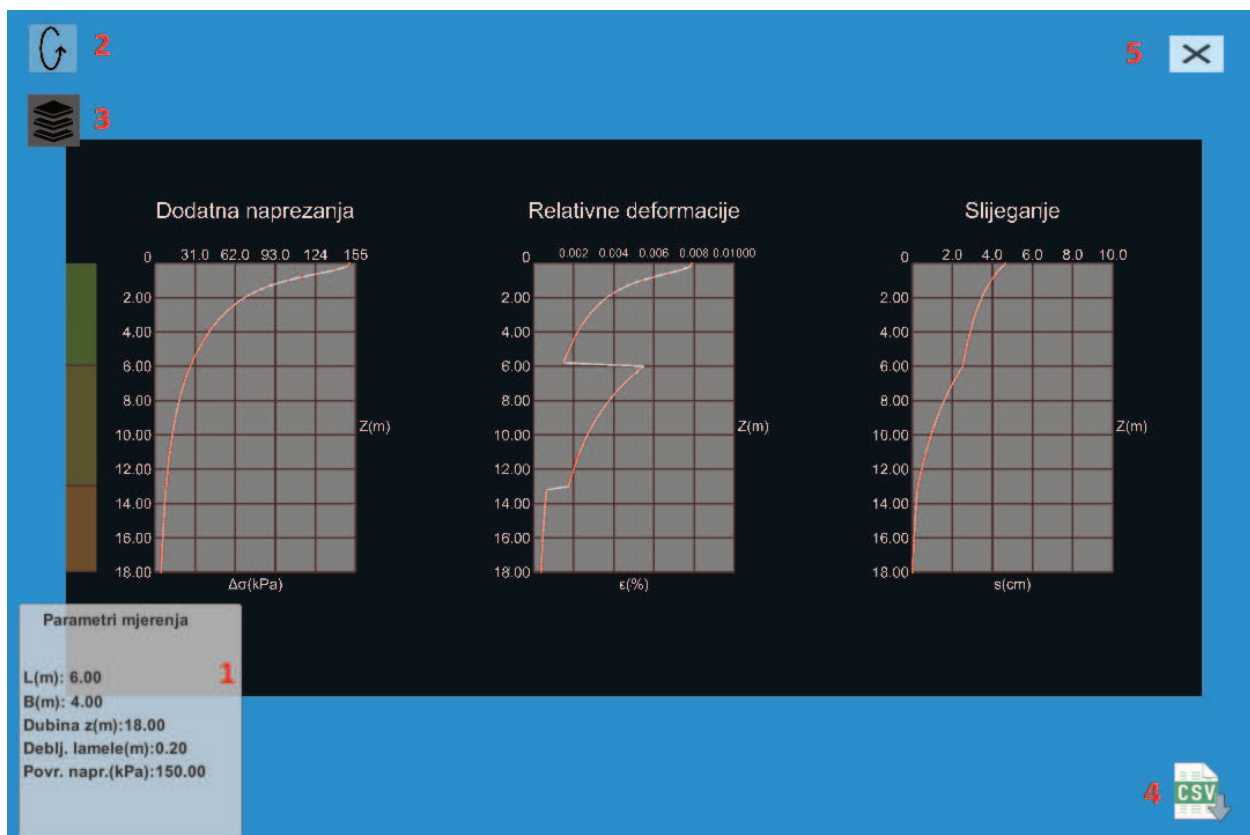 2
5
3
Dodatna naprezanja
0 31.0 62.0 93.0 124 155
2.00
4.00
6.00
8.00
10.00
12.00
14.00
16.00
18.00
Z(m)
Δσ(kPa)
Relativne deformacije
0 0.002 0.004 0.006 0.008 0.01000
2.00
4.00
6.00
8.00
10.00
12.00
14.00
16.00
18.00
Z(m)
ε(%)
Slijeganje
0 2.0 4.0 6.0 8.0 10.0
2.00
4.00
6.00
8.00
10.00
12.00
14.00
16.00
18.00
Z(m)
s(cm)
Parametri mjerenja
1
L(m): 6.00
B(m): 4.00
Dubina z(m):18.00
Deblj. lamele(m):0.20
Povr. napr.(kPa):150.00
4
CSV